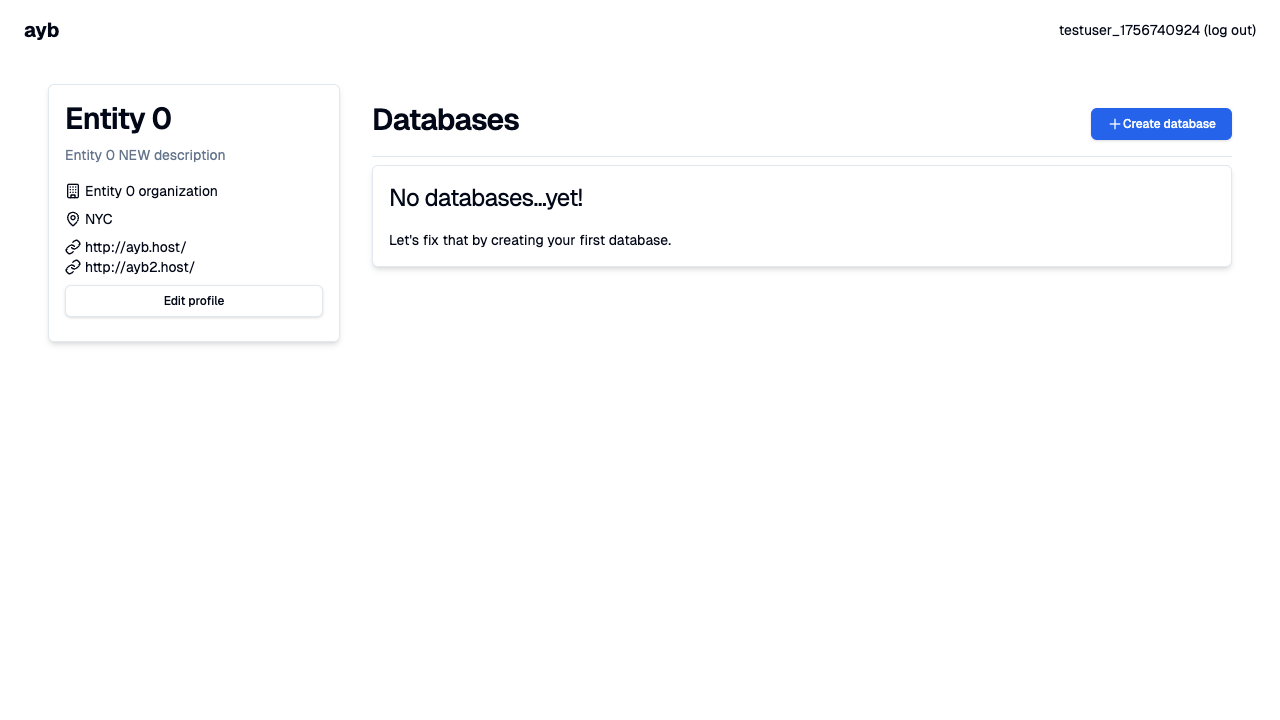 ayb
testuser_1756740924 (log out)
Entity 0
Entity 0 NEW description
Entity 0 organization
NYC
http://ayb.host/
http://ayb2.host/
Edit profile
Databases
Create database
No databases...yet!
Let's fix that by creating your first database.